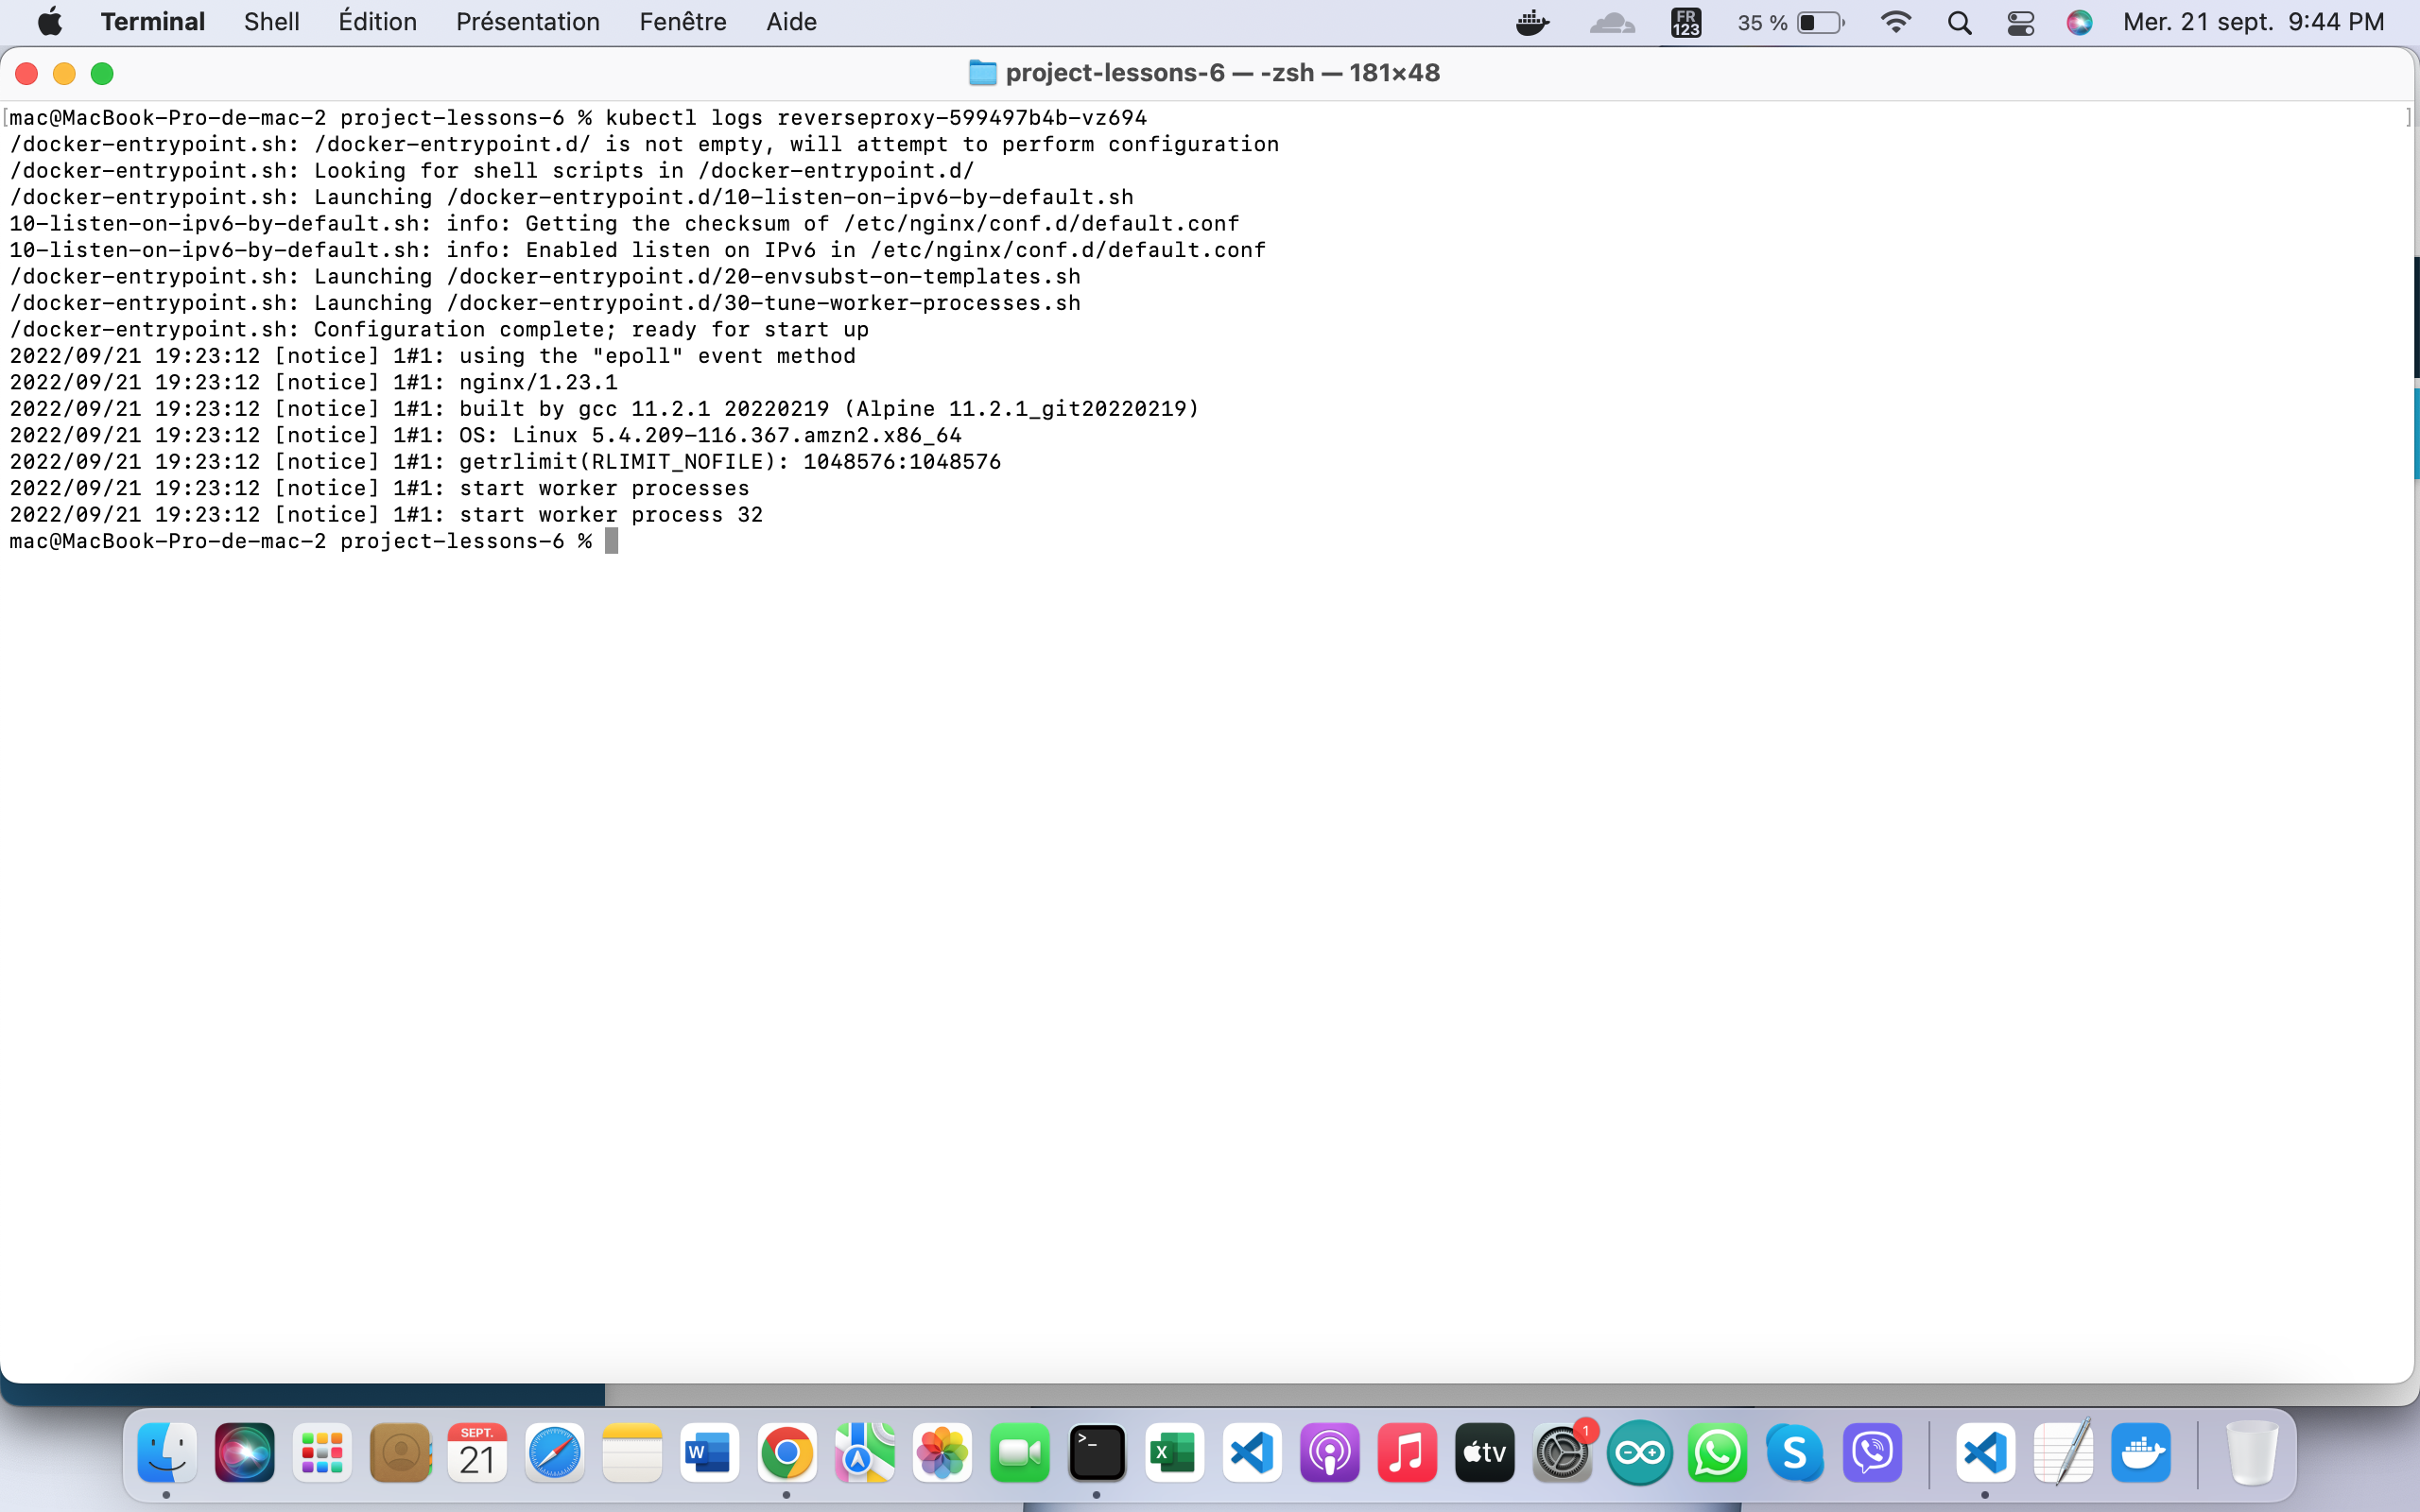 Terminal Shell Édition Présentation Fenêtre Aide FR 123 35 % Mer. 21 sept. 9:44 PM
project-lessons-6 — -zsh — 181×48
[mac@MacBook-Pro-de-mac-2 project-lessons-6 % kubectl logs reverseproxy-599497b4b-vz694 ]
/docker-entrypoint.sh: /docker-entrypoint.d/ is not empty, will attempt to perform configuration
/docker-entrypoint.sh: Looking for shell scripts in /docker-entrypoint.d/
/docker-entrypoint.sh: Launching /docker-entrypoint.d/10-listen-on-ipv6-by-default.sh
10-listen-on-ipv6-by-default.sh: info: Getting the checksum of /etc/nginx/conf.d/default.conf
10-listen-on-ipv6-by-default.sh: info: Enabled listen on IPv6 in /etc/nginx/conf.d/default.conf
/docker-entrypoint.sh: Launching /docker-entrypoint.d/20-envsubst-on-templates.sh
/docker-entrypoint.sh: Launching /docker-entrypoint.d/30-tune-worker-processes.sh
/docker-entrypoint.sh: Configuration complete; ready for start up
2022/09/21 19:23:12 [notice] 1#1: using the "epoll" event method
2022/09/21 19:23:12 [notice] 1#1: nginx/1.23.1
2022/09/21 19:23:12 [notice] 1#1: built by gcc 11.2.1 20220219 (Alpine 11.2.1_git20220219)
2022/09/21 19:23:12 [notice] 1#1: OS: Linux 5.4.209-116.367.amzn2.x86_64
2022/09/21 19:23:12 [notice] 1#1: getrlimit(RLIMIT_NOFILE): 1048576:1048576
2022/09/21 19:23:12 [notice] 1#1: start worker processes
2022/09/21 19:23:12 [notice] 1#1: start worker process 32
mac@MacBook-Pro-de-mac-2 project-lessons-6 %
SEPT.
21
W
>_
X
tv
1
S